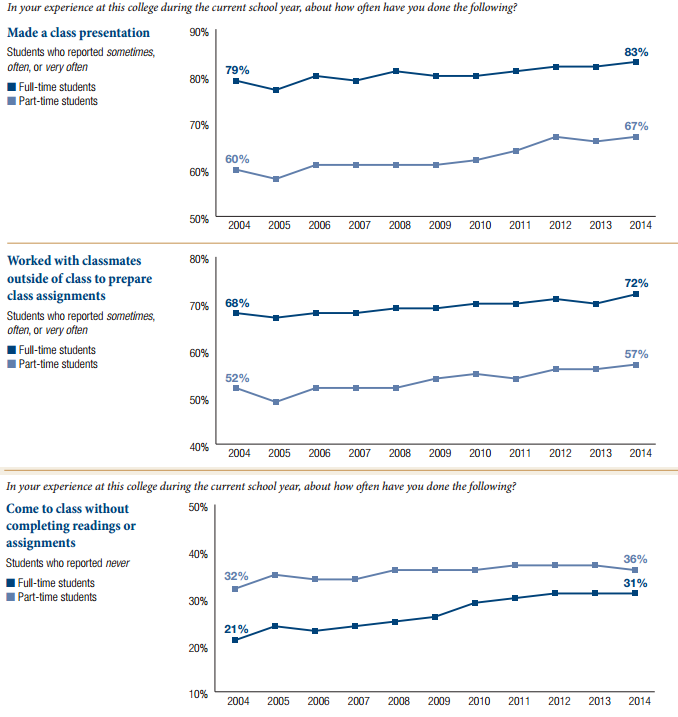 In your experience at this college during the current school year, about how often have you done the following?
Made a class presentation
Students who reported sometimes,
often, or very often
Full-time students
Part-time students
90%
80%
70%
60%
50%
79%
83%
60%
67%
2004 2005 2006 2007 2008 2009 2010 2011 2012 2013 2014
Worked with classmates
outside of class to prepare
class assignments
Students who reported sometimes,
often, or very often
Full-time students
Part-time students
80%
70%
60%
50%
40%
68%
72%
52%
57%
2004 2005 2006 2007 2008 2009 2010 2011 2012 2013 2014
In your experience at this college during the current school year, about how often have you done the following?
Come to class without
completing readings or
assignments
Students who reported never
Full-time students
Part-time students
50%
40%
30%
20%
10%
32%
36%
21%
31%
2004 2005 2006 2007 2008 2009 2010 2011 2012 2013 2014